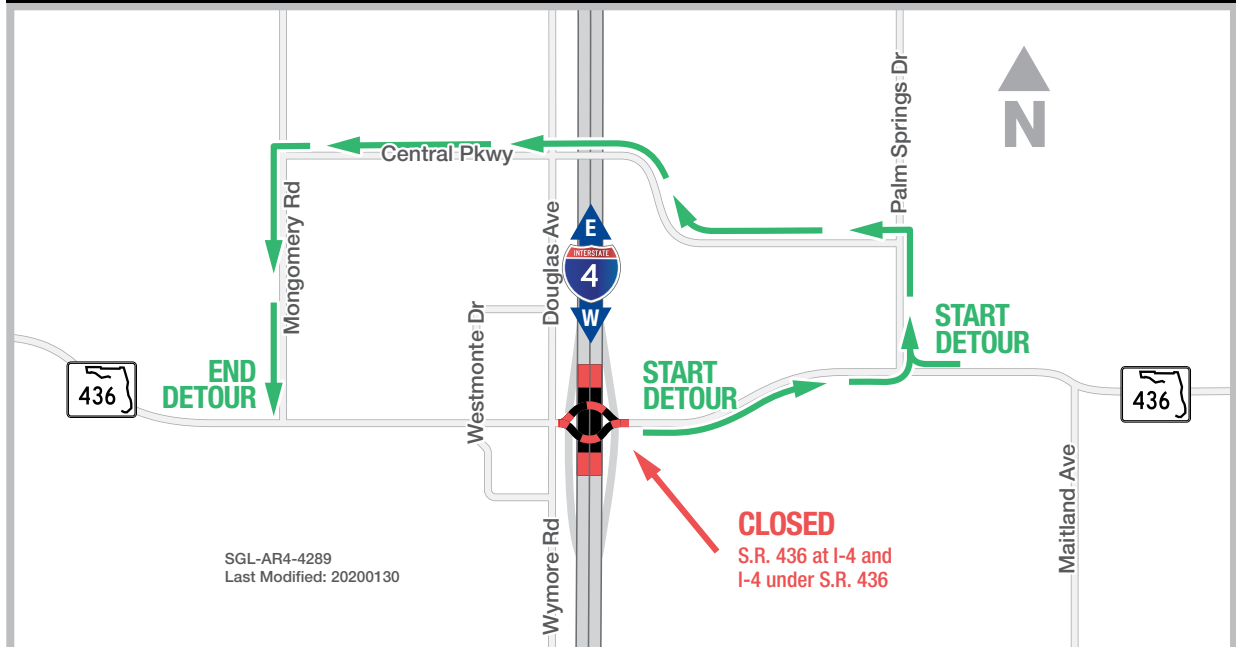 Palm Springs Dr
N
Central Pkwy
Mongomery Rd
Douglas Ave
E
INTERSTATE
4
W
Westmonte Dr
START
DETOUR
END
DETOUR
START
DETOUR
436
436
CLOSED
S.R. 436 at I-4 and
I-4 under S.R. 436
Maitland Ave
Wymore Rd
SGL-AR4-4289
Last Modified: 20200130